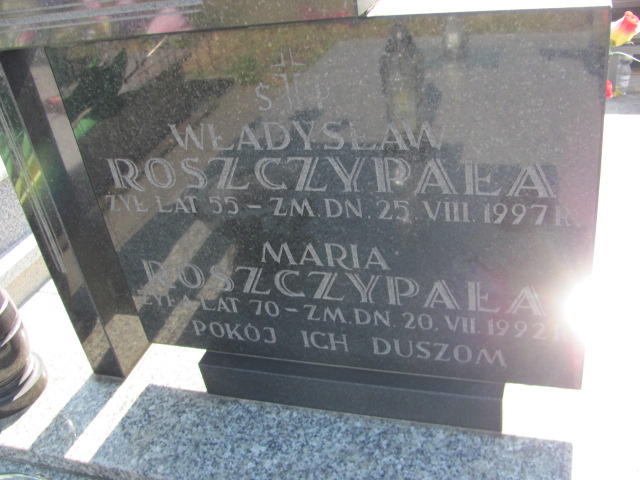 Ś P
WŁADYSŁAW
ROSZCZYPAŁA
ŻYŁ LAT 55 – ZM. DN. 25. VIII. 1997 R.
MARIA
ROSZCZYPAŁA
ŻYŁA LAT 70 – ZM. DN. 20. VII. 1992
POKÓJ ICH DUSZOM